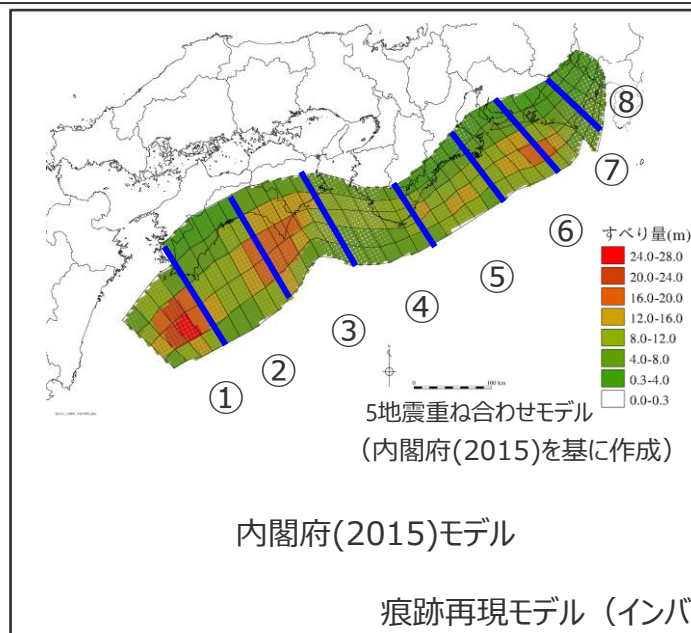 ⑧
⑦
⑥
⑤
④
③
②
①
すべり量(m)
24.0-28.0
20.0-24.0
16.0-20.0
12.0-16.0
8.0-12.0
4.0-8.0
0.3-4.0
0.0-0.3
0
100 km
5地震重ね合わせモデル
（内閣府(2015)を基に作成）
内閣府(2015)モデル
痕跡再現モデル（インバ